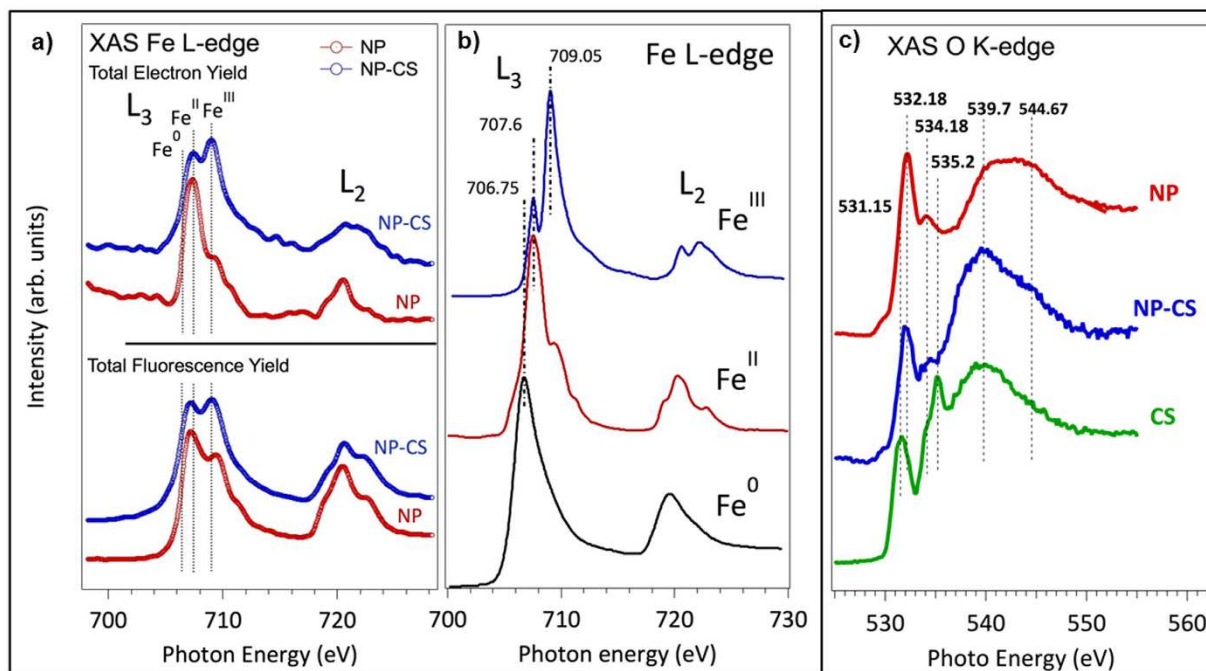 a)
XAS Fe L-edge
NP
NP-CS
Total Electron Yield
L3
Fe0
FeII
FeIII
L2
NP-CS
NP
Total Fluorescence Yield
NP-CS
NP
Intensity (arb. units)
700 710 720
Photon Energy (eV)
b)
Fe L-edge
L3
709.05
707.6
706.75
L2
FeIII
FeII
Fe0
700 710 720 730
Photon energy (eV)
c)
XAS O K-edge
532.18
539.7
544.67
534.18
535.2
531.15
NP
NP-CS
CS
530 540 550 560
Photo Energy (eV)